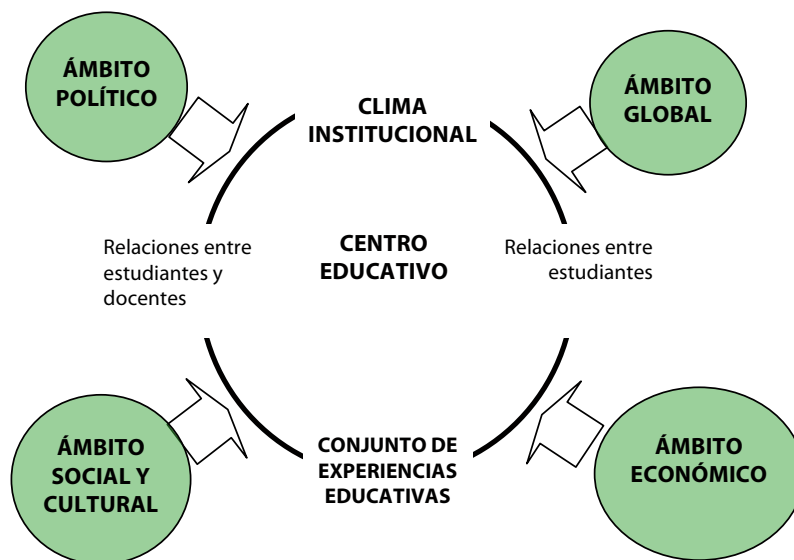 ÁMBITO
POLÍTICO
CLIMA
INSTITUCIONAL
ÁMBITO
GLOBAL
Relaciones entre
estudiantes y
docentes
CENTRO
EDUCATIVO
Relaciones entre
estudiantes
ÁMBITO
SOCIAL Y
CULTURAL
CONJUNTO DE
EXPERIENCIAS
EDUCATIVAS
ÁMBITO
ECONÓMICO